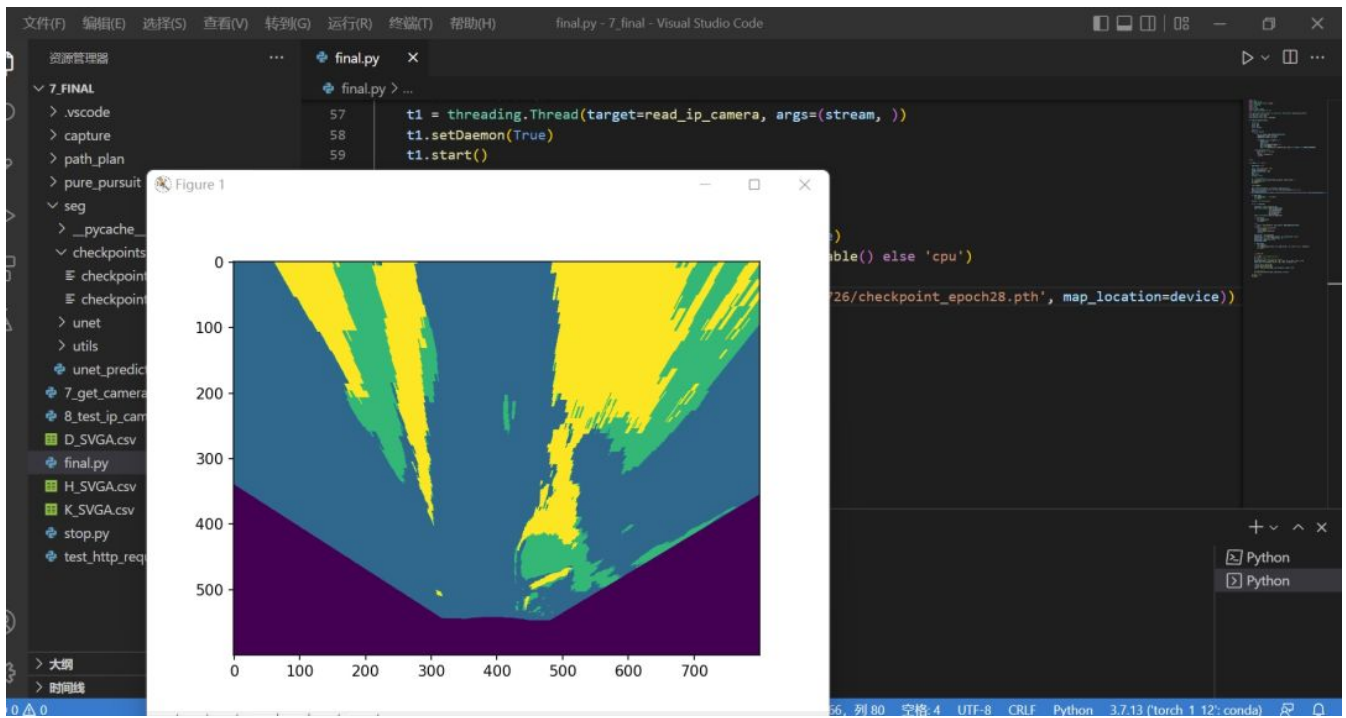 文件(F) 编辑(E) 选择(S) 查看(V) 转到(G) 运行(R) 终端(T) 帮助(H) final.py - 7_final - Visual Studio Code
资源管理器 ··· final.py ×
7_FINAL
final.py > ...
.vscode
57 t1 = threading.Thread(target=read_ip_camera, args=(stream, ))
capture
58 t1.setDaemon(True)
path_plan
59 t1.start()
pure_pursuit
Figure 1
seg
__pycache__
e)
checkpoints
able() else 'cpu')
checkpoint
checkpoint
726/checkpoint_epoch28.pth', map_location=device))
unet
utils
unet_predic
7_get_camera
8_test_ip_cam
D_SVGA.csv
final.py
H_SVGA.csv
K_SVGA.csv
stop.py
test_http_requ
Python
Python
0
100
200
300
400
500
0 100 200 300 400 500 600 700
大纲
时间线
0 0 66, 列 80 空格: 4 UTF-8 CRLF Python 3.7.13 ('torch_1_12': conda)